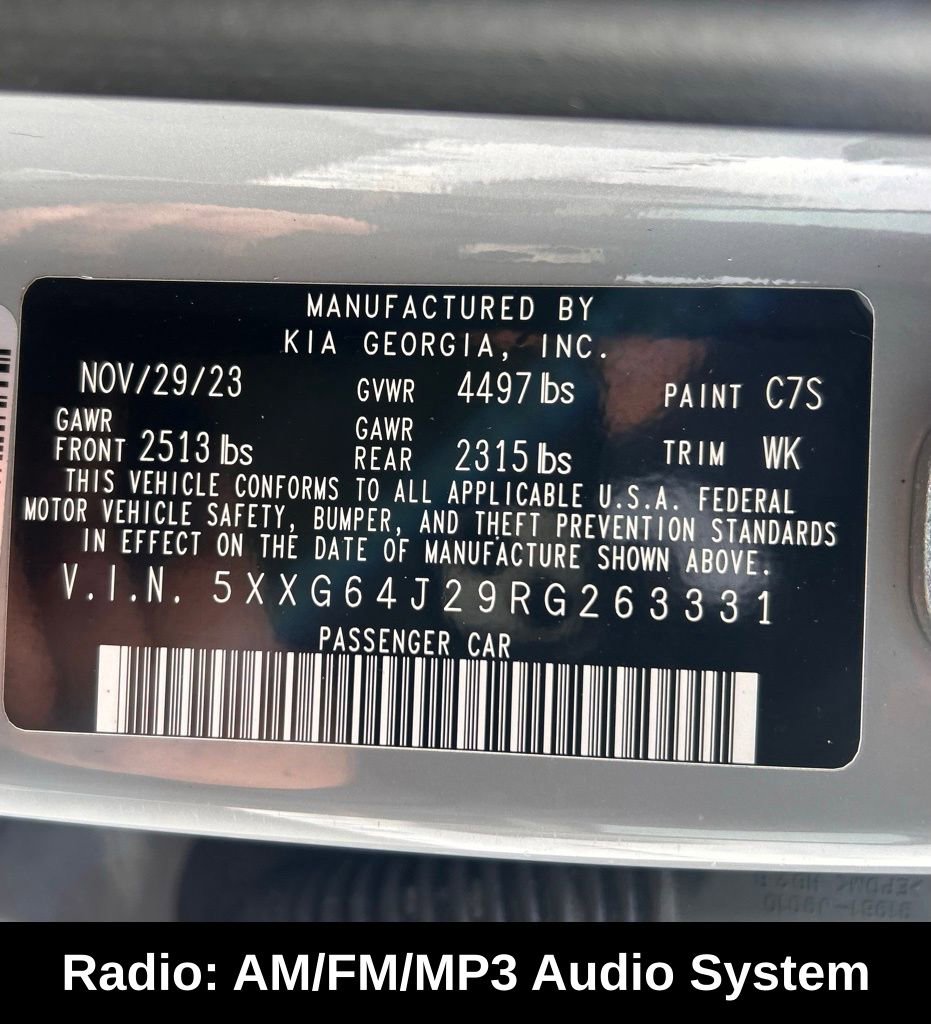 MANUFACTURED BY
KIA GEORGIA, INC.
NOV/29/23 GVWR 4497 lbs PAINT C7S
GAWR FRONT 2513 lbs GAWR REAR 2315 lbs TRIM WK
THIS VEHICLE CONFORMS TO ALL APPLICABLE U.S.A. FEDERAL
MOTOR VEHICLE SAFETY, BUMPER, AND THEFT PREVENTION STANDARDS
IN EFFECT ON THE DATE OF MANUFACTURE SHOWN ABOVE.
V.I.N. 5XXG64J29RG263331
PASSENGER CAR
Radio: AM/FM/MP3 Audio System